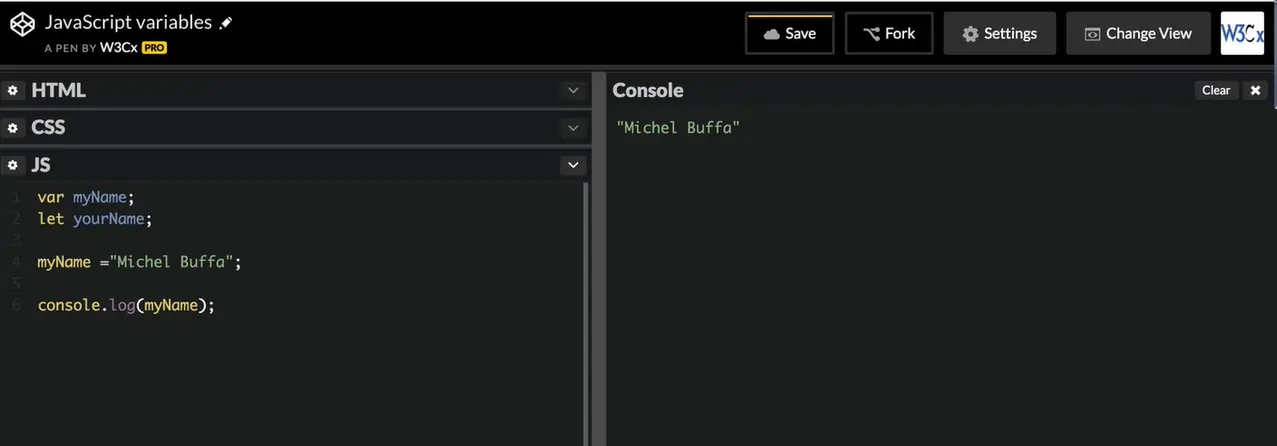 JavaScript variables
A PEN BY W3Cx PRO
Save
Fork
Settings
Change View
W3Cx
HTML
CSS
JS
1 var myName;
2 let yourName;
3
4 myName ="Michel Buffa";
5
6 console.log(myName);
Console
Clear
"Michel Buffa"